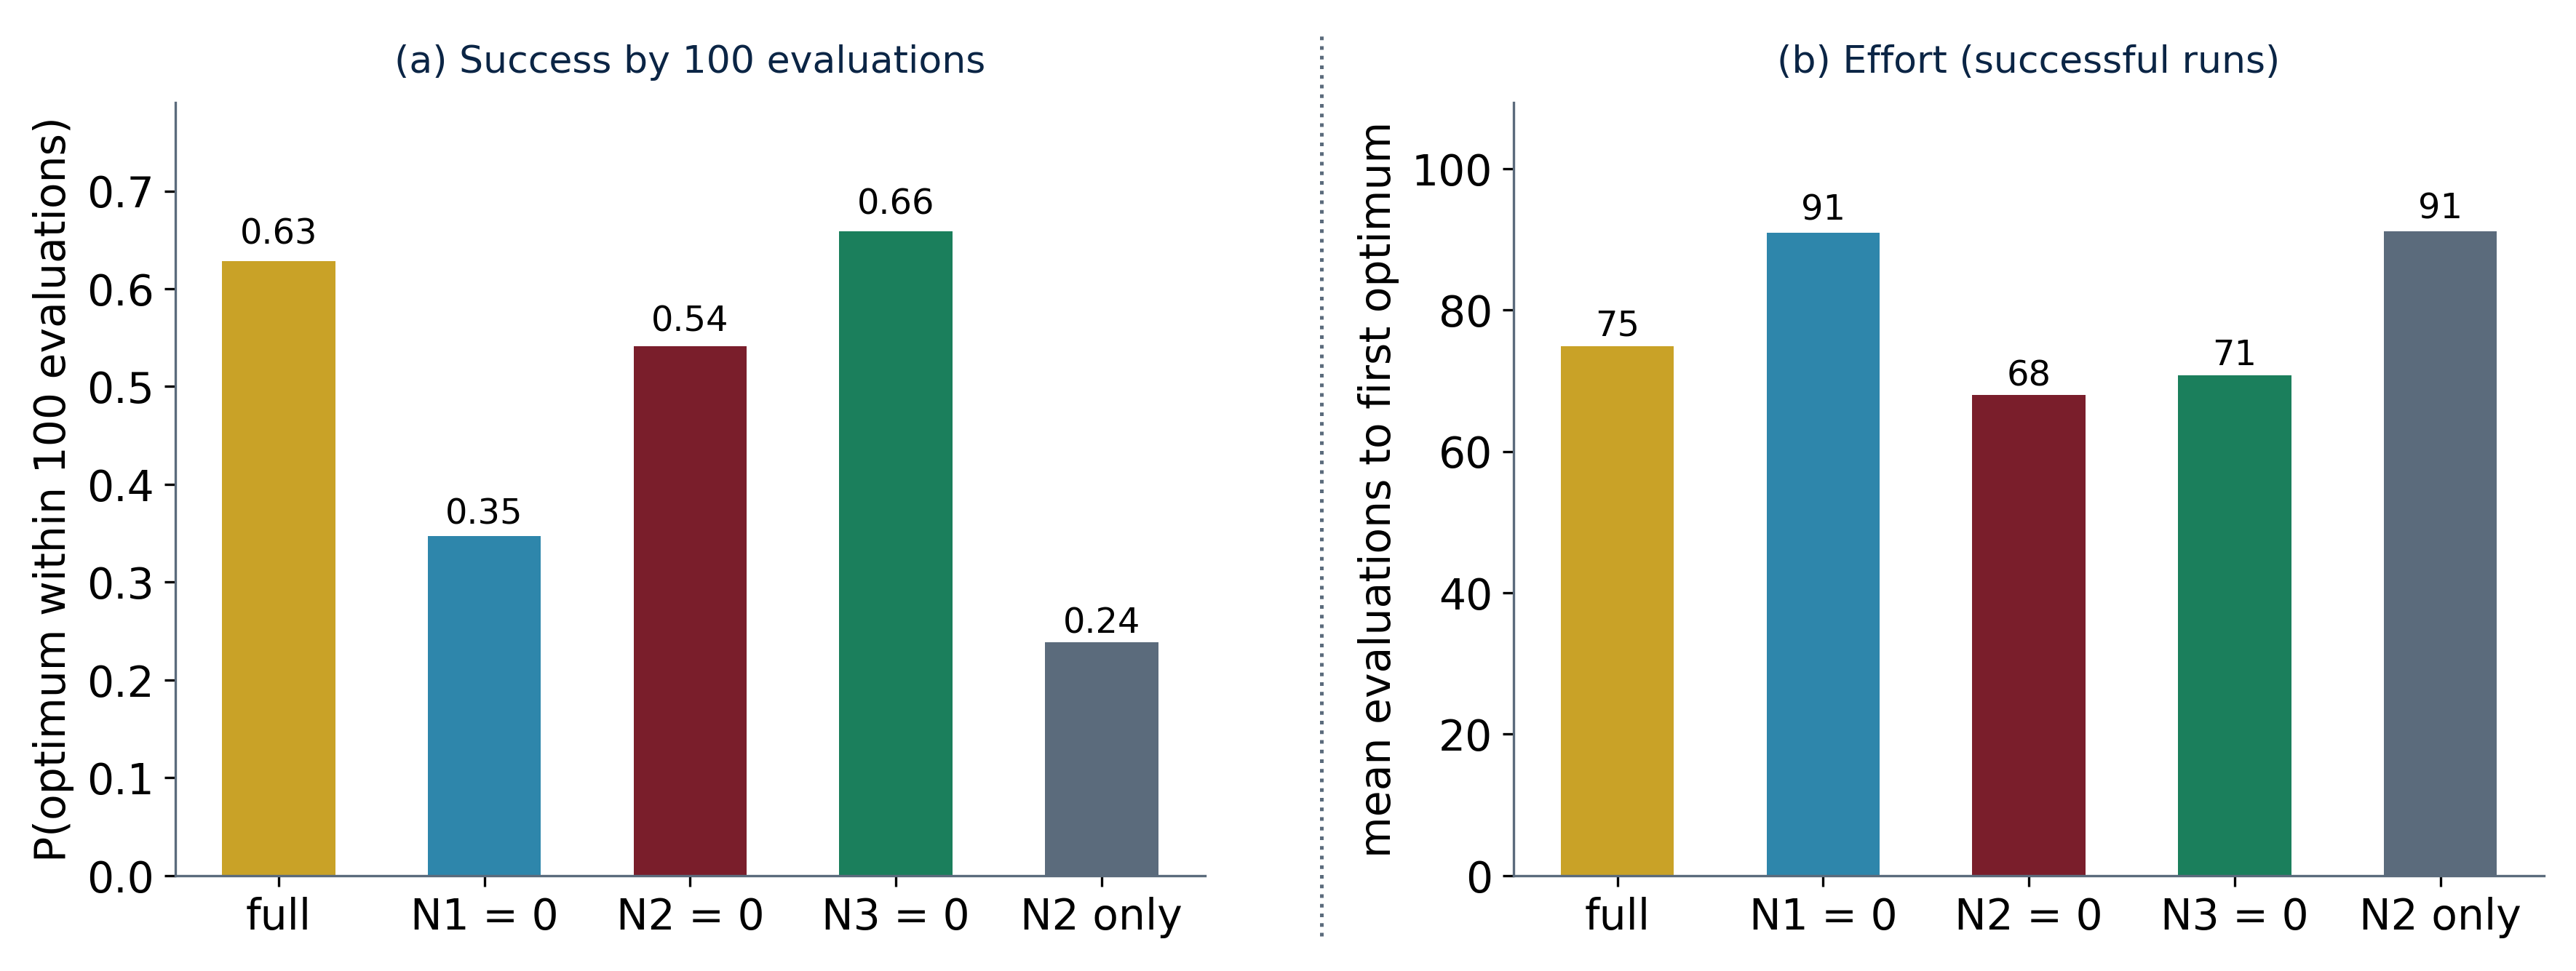 (a) Success by 100 evaluations
P(optimum within 100 evaluations)
0.7
0.6
0.5
0.4
0.3
0.2
0.1
0.0
0.63
0.35
0.54
0.66
0.24
full
N1 = 0
N2 = 0
N3 = 0
N2 only
(b) Effort (successful runs)
mean evaluations to first optimum
100
80
60
40
20
0
75
91
68
71
91
full
N1 = 0
N2 = 0
N3 = 0
N2 only